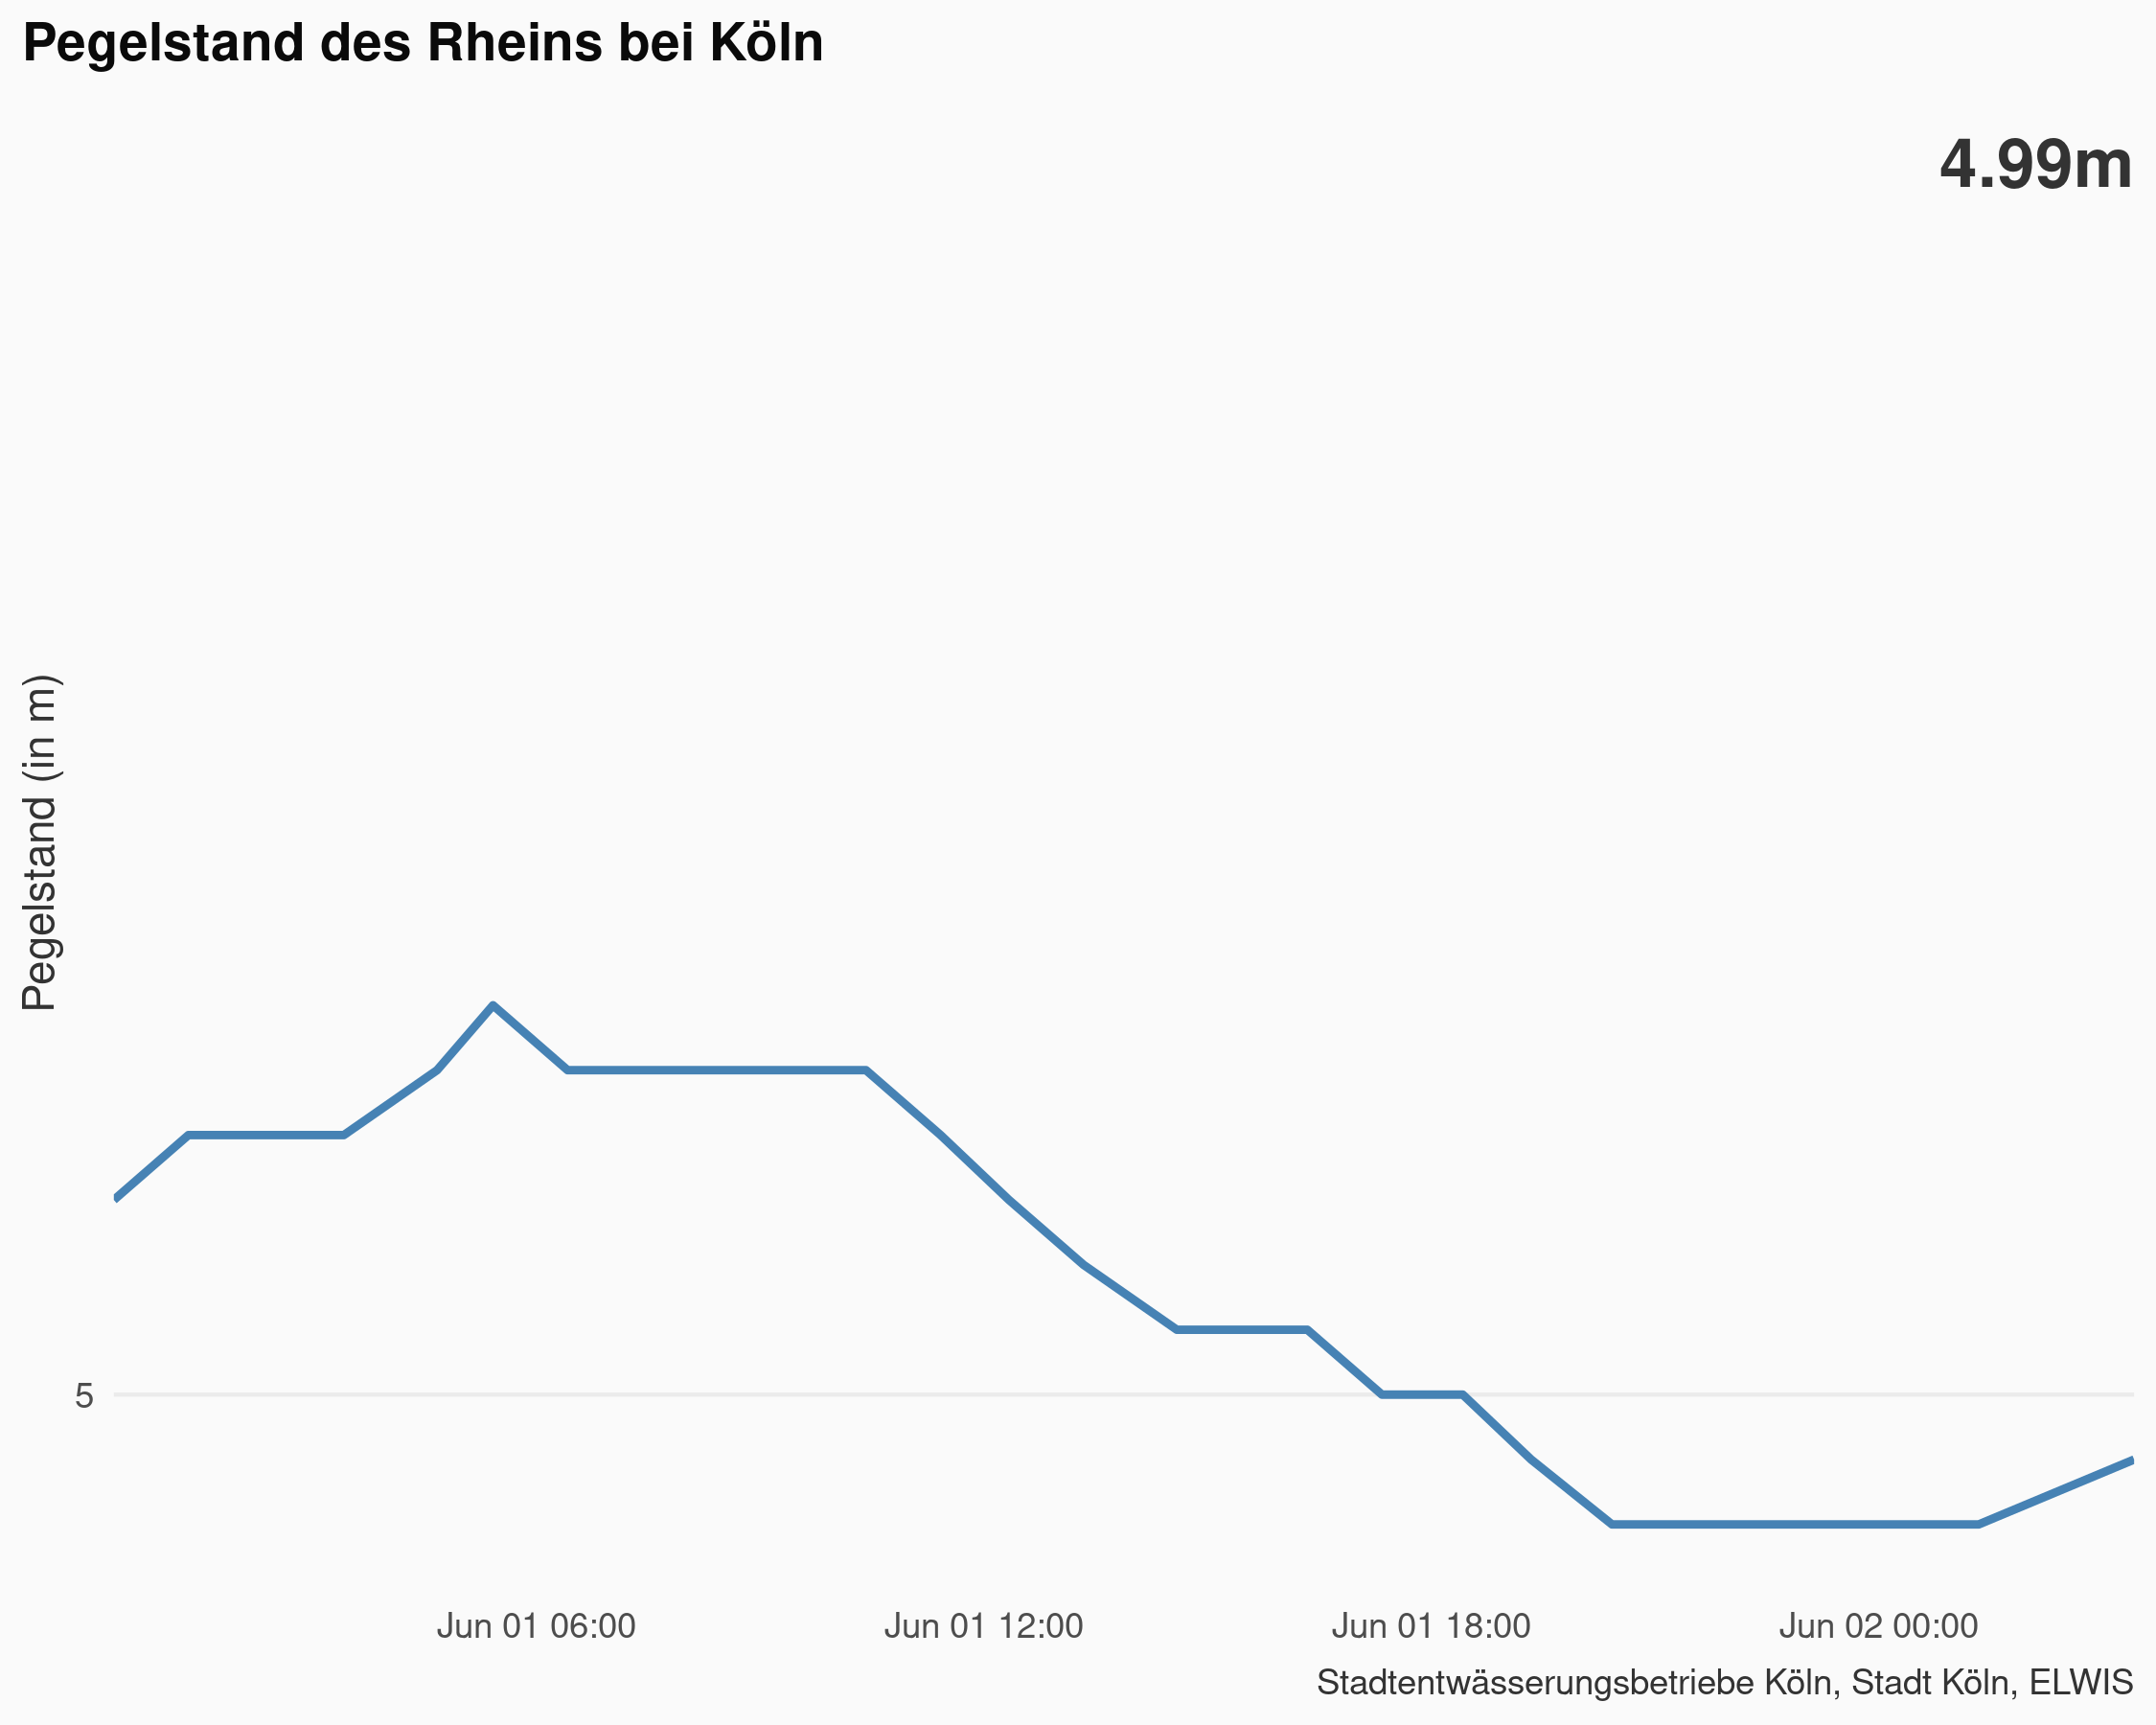 Pegelstand des Rheins bei Köln
4.99m
Pegelstand (in m)
5
Jun 01 06:00
Jun 01 12:00
Jun 01 18:00
Jun 02 00:00
Stadtentwässerungsbetriebe Köln, Stadt Köln, ELWIS